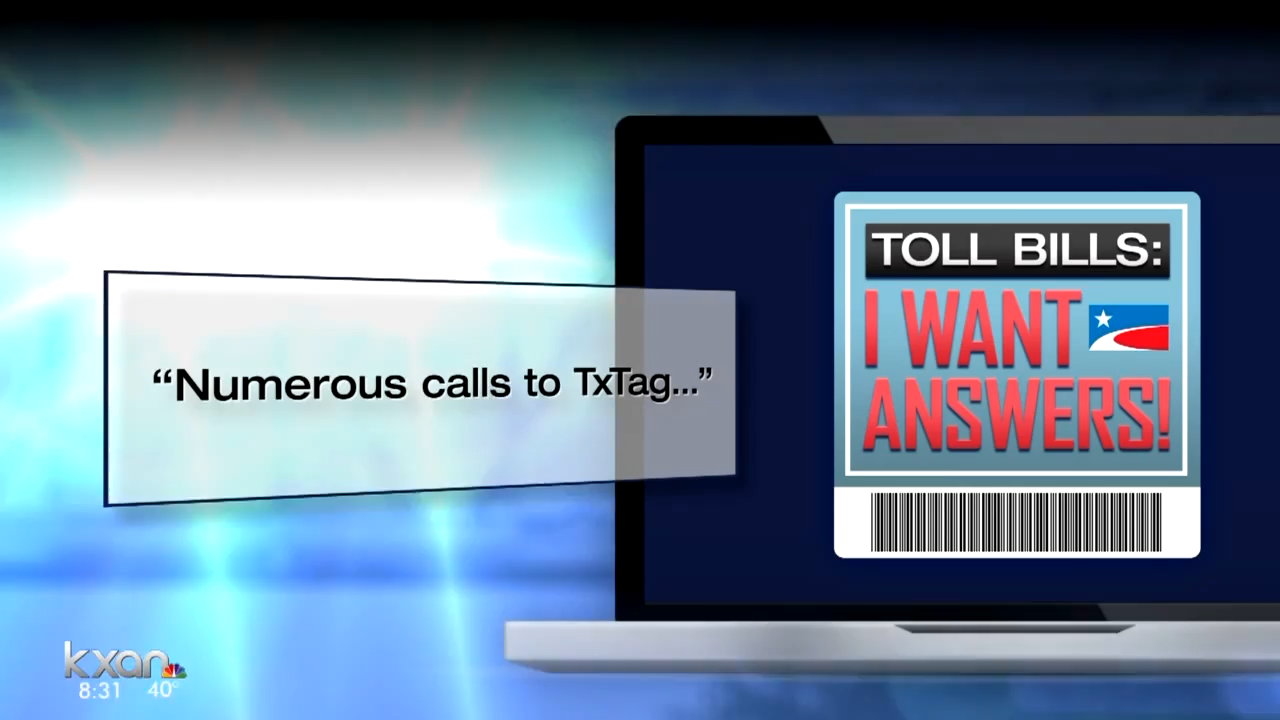 TOLL BILLS:
I WANT
ANSWERS!
“Numerous calls to TxTag...”
kxan
8:31 40°